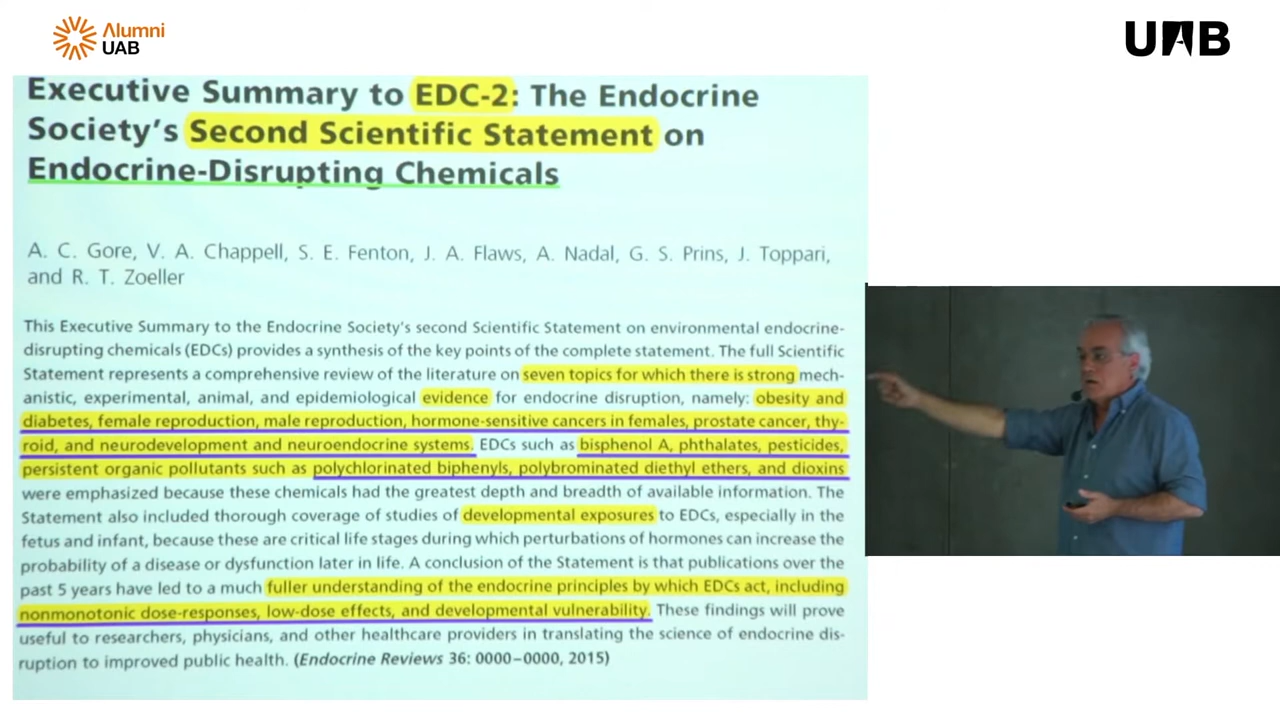 Alumni
UAB
UAB
Executive Summary to EDC-2: The Endocrine
Society's Second Scientific Statement on
Endocrine-Disrupting Chemicals
A. C. Gore, V. A. Chappell, S. E. Fenton, J. A. Flaws, A. Nadal, G. S. Prins, J. Toppari,
and R. T. Zoeller
This Executive Summary to the Endocrine Society's second Scientific Statement on environmental endocrine-
disrupting chemicals (EDCs) provides a synthesis of the key points of the complete statement. The full Scientific
Statement represents a comprehensive review of the literature on seven topics for which there is strong mech-
anistic, experimental, animal, and epidemiological evidence for endocrine disruption, namely: obesity and
diabetes, female reproduction, male reproduction, hormone-sensitive cancers in females, prostate cancer, thy-
roid, and neurodevelopment and neuroendocrine systems. EDCs such as bisphenol A, phthalates, pesticides,
persistent organic pollutants such as polychlorinated biphenyls, polybrominated diethyl ethers, and dioxins
were emphasized because these chemicals had the greatest depth and breadth of available information. The
Statement also included thorough coverage of studies of developmental exposures to EDCs, especially in the
fetus and infant, because these are critical life stages during which perturbations of hormones can increase the
probability of a disease or dysfunction later in life. A conclusion of the Statement is that publications over the
past 5 years have led to a much fuller understanding of the endocrine principles by which EDCs act, including
nonmonotonic dose-responses, low-dose effects, and developmental vulnerability. These findings will prove
useful to researchers, physicians, and other healthcare providers in translating the science of endocrine dis-
ruption to improved public health. (Endocrine Reviews 36: 0000–0000, 2015)